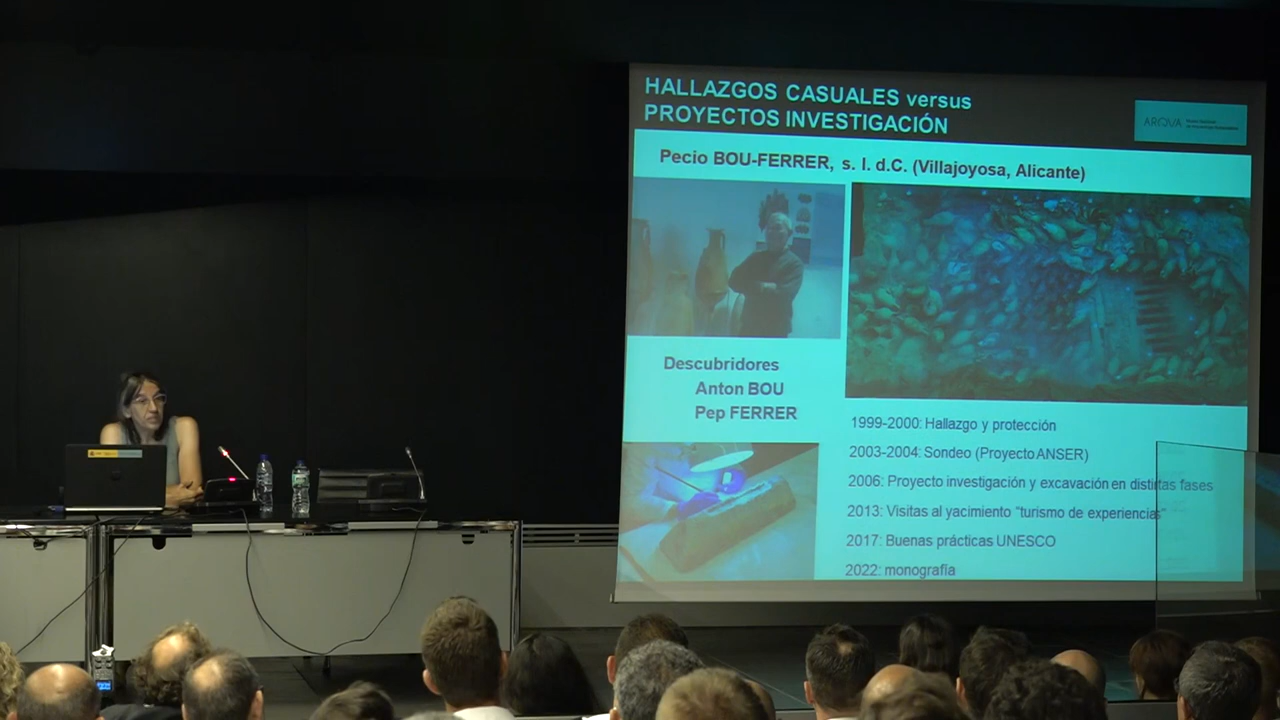 HALLAZGOS CASUALES versus
PROYECTOS INVESTIGACIÓN
ARQVA
Pecio BOU-FERRER, s. I. d.C. (Villajoyosa, Alicante)
Descubridores
Anton BOU
Pep FERRER
1999-2000: Hallazgo y protección
2003-2004: Sondeo (Proyecto ANSER)
2006: Proyecto investigación y excavación en distintas fases
2013: Visitas al yacimiento “turismo de experiencias”
2017: Buenas prácticas UNESCO
2022: monografía